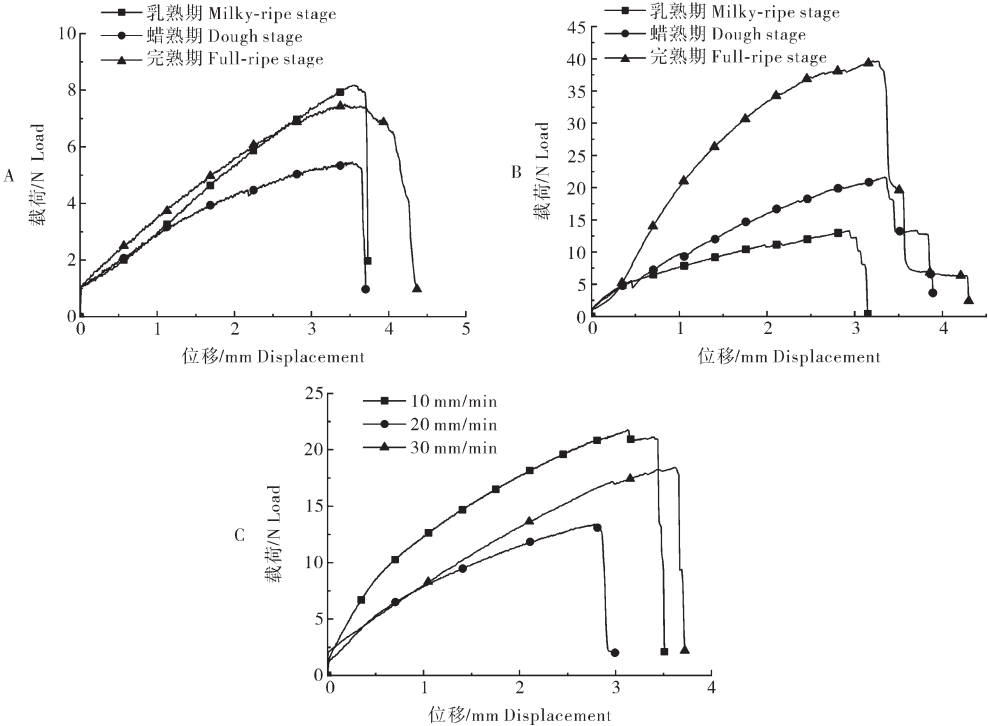 乳熟期 Milky-ripe stage
蜡熟期 Dough stage
完熟期 Full-ripe stage
10
8
6
4
2
0
A
载荷/N Load
0 1 2 3 4 5
位移/mm Displacement
乳熟期 Milky-ripe stage
蜡熟期 Dough stage
完熟期 Full-ripe stage
45
40
35
30
25
20
15
10
5
0
B
载荷/N Load
0 1 2 3 4
位移/mm Displacement
10 mm/min
20 mm/min
30 mm/min
25
20
15
10
5
0
C
载荷/N Load
0 1 2 3 4
位移/mm Displacement